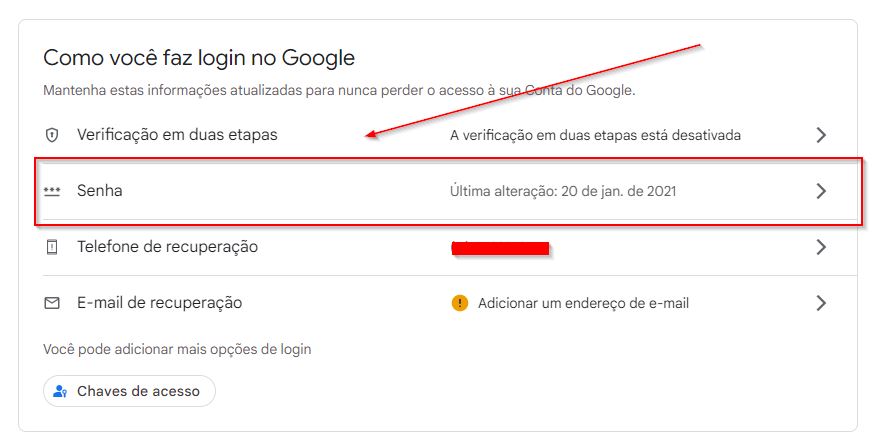 Como você faz login no Google
Mantenha estas informações atualizadas para nunca perder o acesso à sua Conta do Google.
Verificação em duas etapas A verificação em duas etapas está desativada
Senha Última alteração: 20 de jan. de 2021
Telefone de recuperação
E-mail de recuperação Adicionar um endereço de e-mail
Você pode adicionar mais opções de login
Chaves de acesso